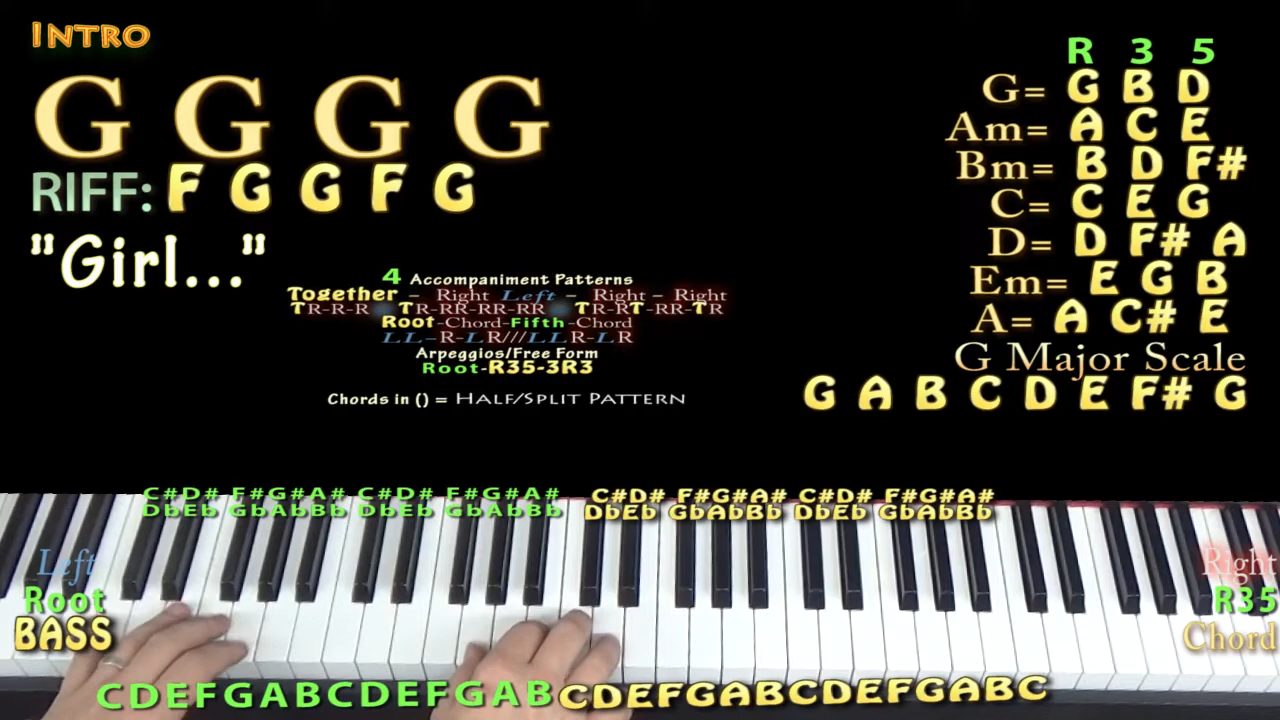 INTRO
G G G G
RIFF: F G G F G
"Girl..."
4 Accompaniment Patterns
Together - Right Left - Right - Right
TR-R-R TR-RR-RR-RR TR-RT-RR-TR
Root-Chord-Fifth-Chord
LL-R-LR///LLR-LR
Arpeggios/Free Form
Root-R35-3R3
Chords in () = HALF/SPLIT PATTERN
R 3 5
G= G B D
Am= A C E
Bm= B D F#
C= C E G
D= D F# A
Em= E G B
A= A C# E
G Major Scale
G A B C D E F# G
C#D# F#G#A# C#D# F#G#A# C#D# F#G#A# C#D# F#G#A#
DbEb GbAbBb DbEb GbAbBb DbEb GbAbBb DbEb GbAbBb
Left
Root
BASS
Right
R35
Chord
CDEFGABCDEFGABCDEFGABCDEFGABC